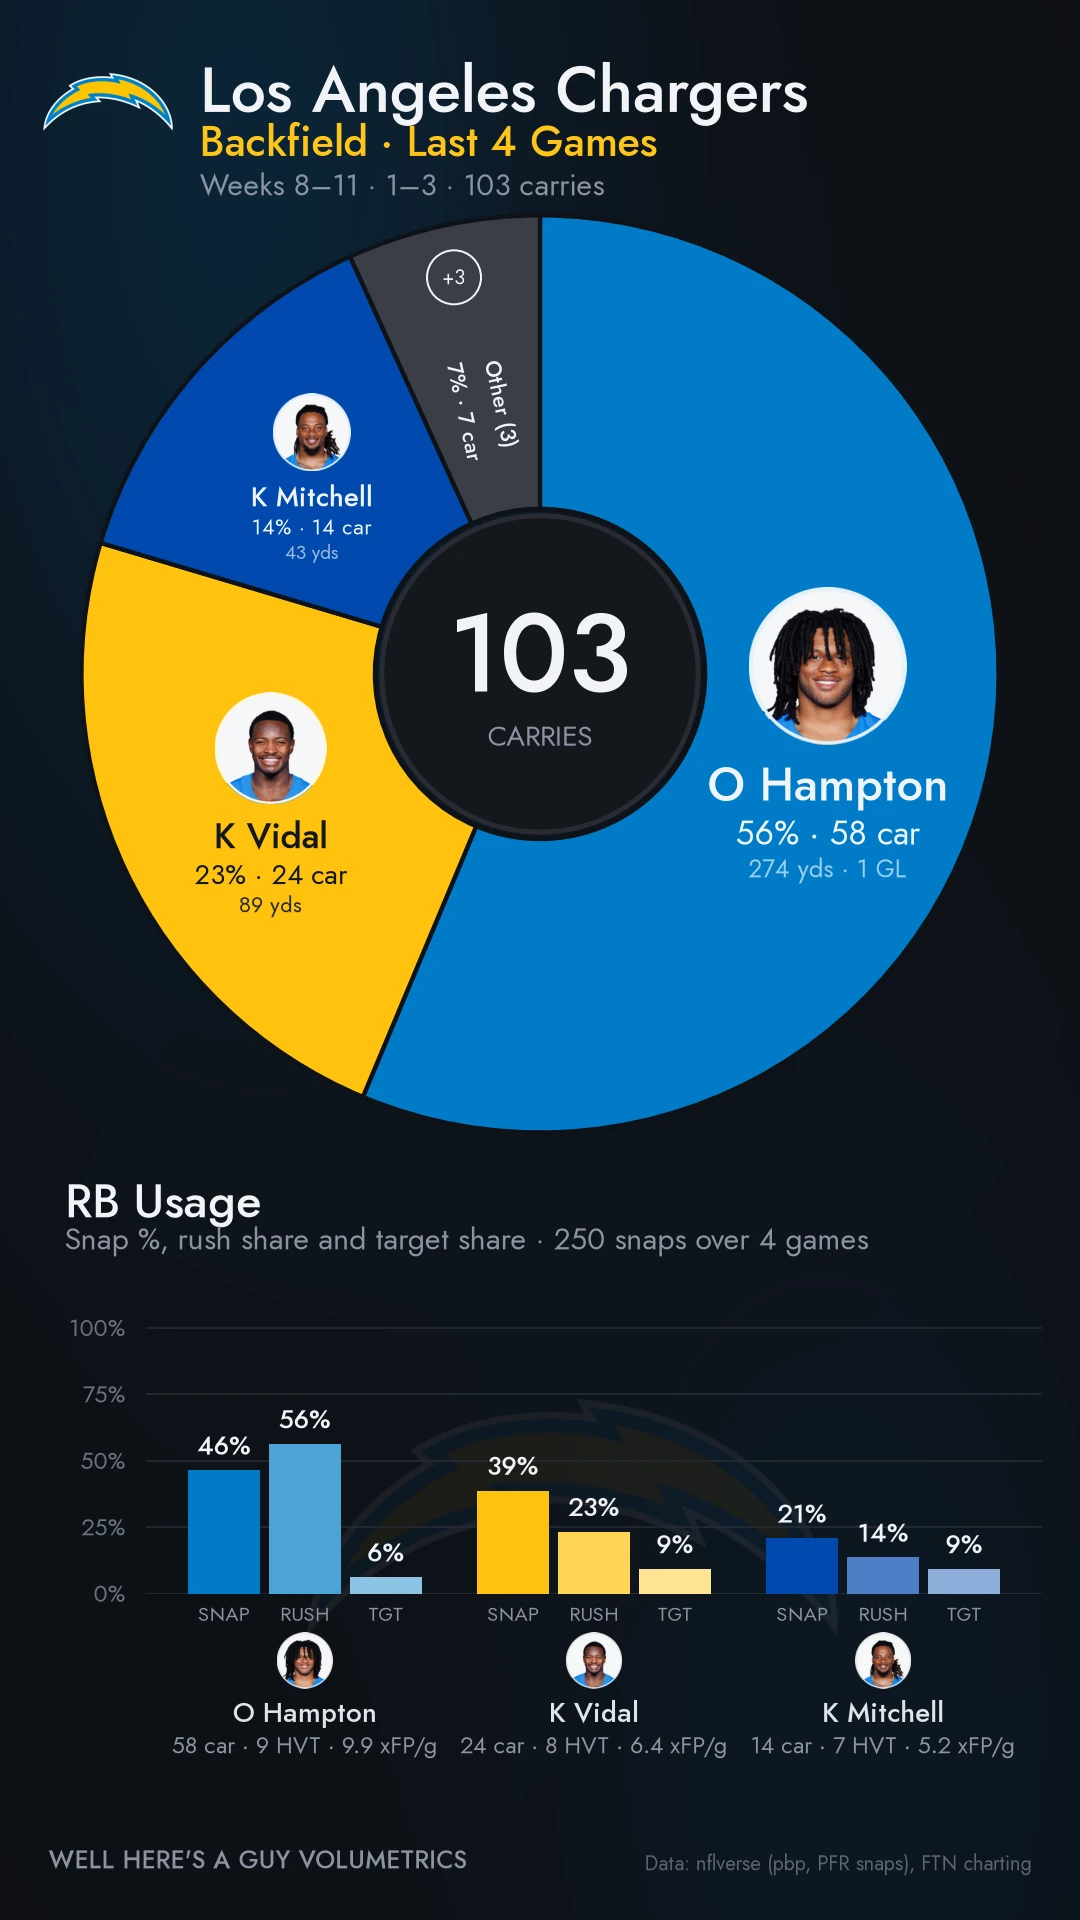 Los Angeles Chargers
Backfield · Last 4 Games
Weeks 8–11 · 1–3 · 103 carries
+3
Other (3)
7% · 7 car
K Mitchell
14% · 14 car
43 yds
103
CARRIES
O Hampton
56% · 58 car
274 yds · 1 GL
K Vidal
23% · 24 car
89 yds
RB Usage
Snap %, rush share and target share · 250 snaps over 4 games
100%
75%
50%
25%
0%
46% 56% 6%
39% 23% 9%
21% 14% 9%
SNAP RUSH TGT SNAP RUSH TGT SNAP RUSH TGT
O Hampton K Vidal K Mitchell
58 car · 9 HVT · 9.9 xFP/g 24 car · 8 HVT · 6.4 xFP/g 14 car · 7 HVT · 5.2 xFP/g
WELL HERE'S A GUY VOLUMETRICS
Data: nflverse (pbp, PFR snaps), FTN charting